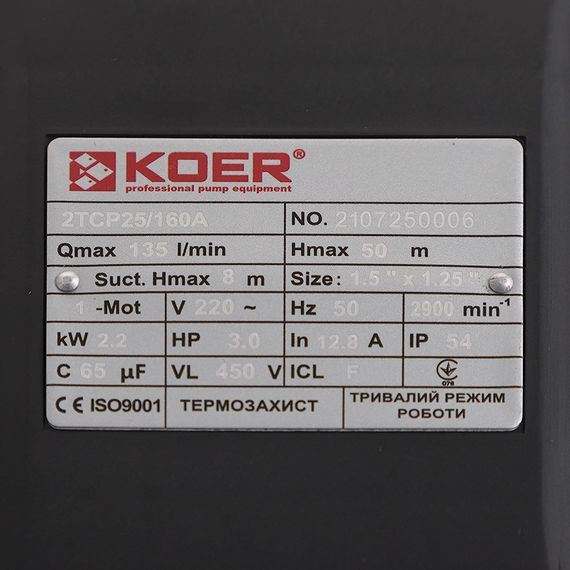 KOER®
professional pump equipment
2TCP25/160A NO. 2107250006
Qmax 135 l/min Hmax 50 m
Suct. Hmax 8 m Size: 1.5 " x 1.25 "
1 -Mot V 220 ~ Hz 50 2900 min-1
kW 2.2 HP 3.0 In 12.8 A IP 54
C 65 µF VL 450 V ICL F 076
CE ISO9001 ТЕРМОЗАХИСТ ТРИВАЛИЙ РЕЖИМ
РОБОТИ